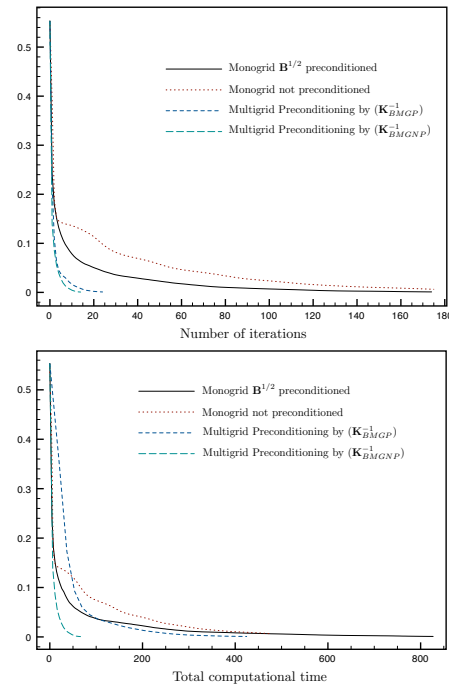 0.5
0.4
0.3
0.2
0.1
0
Monogrid B^{1/2} preconditioned
Monogrid not preconditioned
Multigrid Preconditioning by (K^{-1}_{BMGP})
Multigrid Preconditioning by (K^{-1}_{BMGNP})
0 20 40 60 80 100 120 140 160 180
Number of iterations
0.5
0.4
0.3
0.2
0.1
0
Monogrid B^{1/2} preconditioned
Monogrid not preconditioned
Multigrid Preconditioning by (K^{-1}_{BMGP})
Multigrid Preconditioning by (K^{-1}_{BMGNP})
0 200 400 600 800
Total computational time